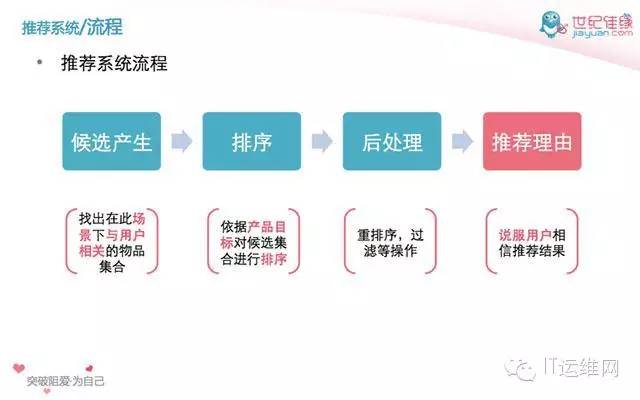 推荐系统/流程
世纪佳缘
jiayuan.com
• 推荐系统流程
候选产生
排序
后处理
推荐理由
找出在此场
景下与用户
相关的物品
集合
依据产品目
标对候选集
合进行排序
重排序，过
滤等操作
说服用户相
信推荐结果
突破阻爱·为自己
IT运维网